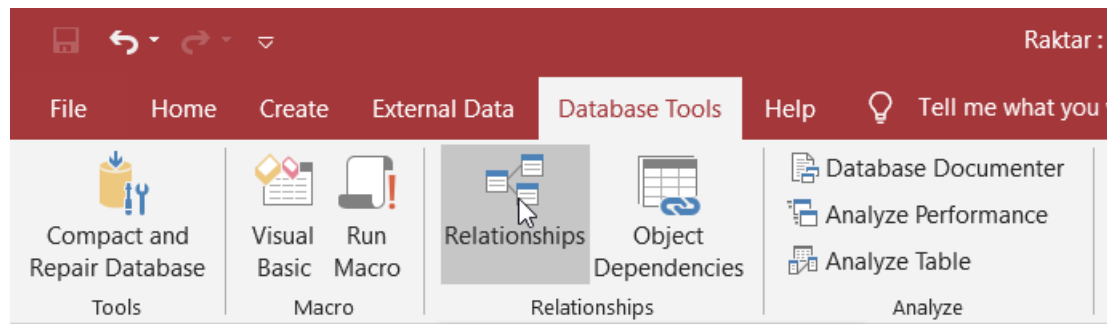 Raktar :
File Home Create External Data Database Tools Help Tell me what you
Compact and
Repair Database
Visual
Basic
Run
Macro
Relationships
Object
Dependencies
Database Documenter
Analyze Performance
Analyze Table
Tools Macro Relationships Analyze